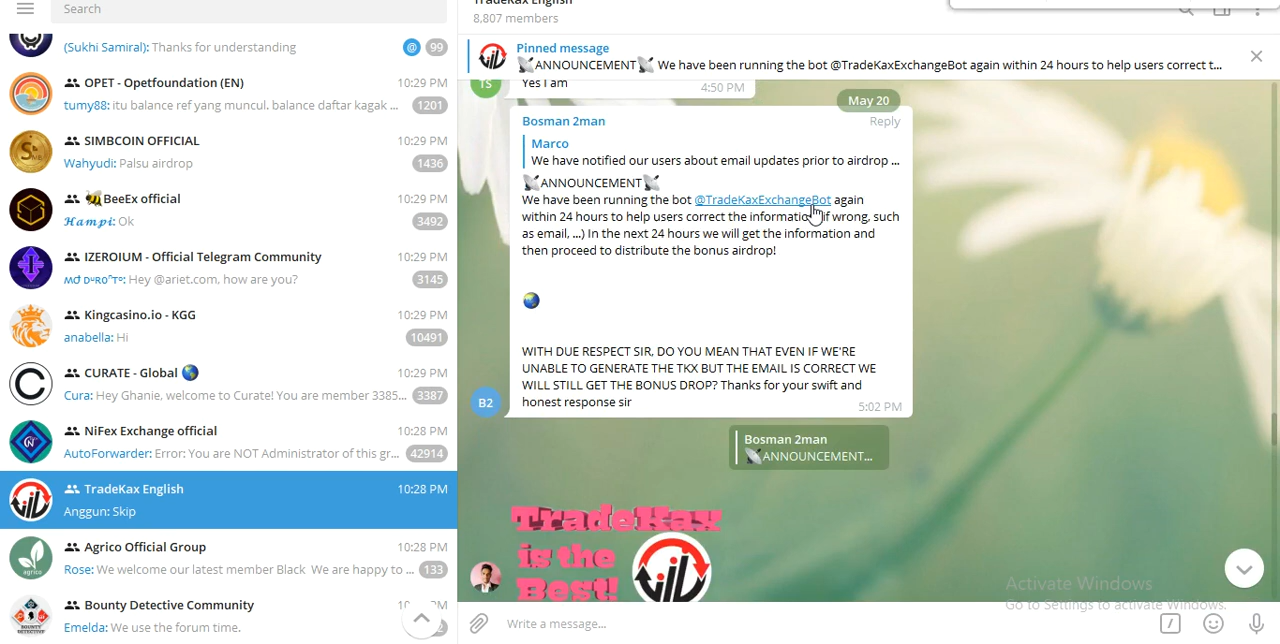 Search
(Sukhi Samiral): Thanks for understanding
@ 99
OPET - Opetfoundation (EN) 10:29 PM
tumy88: itu balance ref yang muncul. balance daftar kagak ... 1201
SIMBCOIN OFFICIAL 10:29 PM
Wahyudi: Palsu airdrop 1436
🐝BeeEx official 10:29 PM
𝓗𝓪𝓶𝓹𝓲: Ok 3492
IZEROIUM - Official Telegram Community 10:29 PM
Hey @ariet.com, how are you? 3145
Kingcasino.io - KGG 10:29 PM
anabella: Hi 10491
CURATE - Global 🌎 10:29 PM
Cura: Hey Ghanie, welcome to Curate! You are member 3385... 3387
NiFex Exchange official 10:28 PM
AutoForwarder: Error: You are NOT Administrator of this gr... 42914
TradeKax English 10:28 PM
Anggun: Skip
Agrico Official Group 10:28 PM
Rose: We welcome our latest member Black We are happy to ... 133
Bounty Detective Community
Emelda: We use the forum time.
TradeKax English
8,807 members
Pinned message
📡ANNOUNCEMENT📡 We have been running the bot @TradeKaxExchangeBot again within 24 hours to help users correct t...
TS
Yes I am 4:50 PM
May 20
Bosman 2man Reply
Marco
We have notified our users about email updates prior to airdrop ...
📡ANNOUNCEMENT📡
We have been running the bot @TradeKaxExchangeBot again
within 24 hours to help users correct the information (if wrong, such
as email, ...) In the next 24 hours we will get the information and
then proceed to distribute the bonus airdrop!
🌎
WITH DUE RESPECT SIR, DO YOU MEAN THAT EVEN IF WE'RE
UNABLE TO GENERATE THE TKX BUT THE EMAIL IS CORRECT WE
WILL STILL GET THE BONUS DROP? Thanks for your swift and
honest response sir 5:02 PM
B2
Bosman 2man
📡ANNOUNCEMENT...
TradeKax
is the
Best!
Activate Windows
Go to Settings to activate Windows.
Write a message...